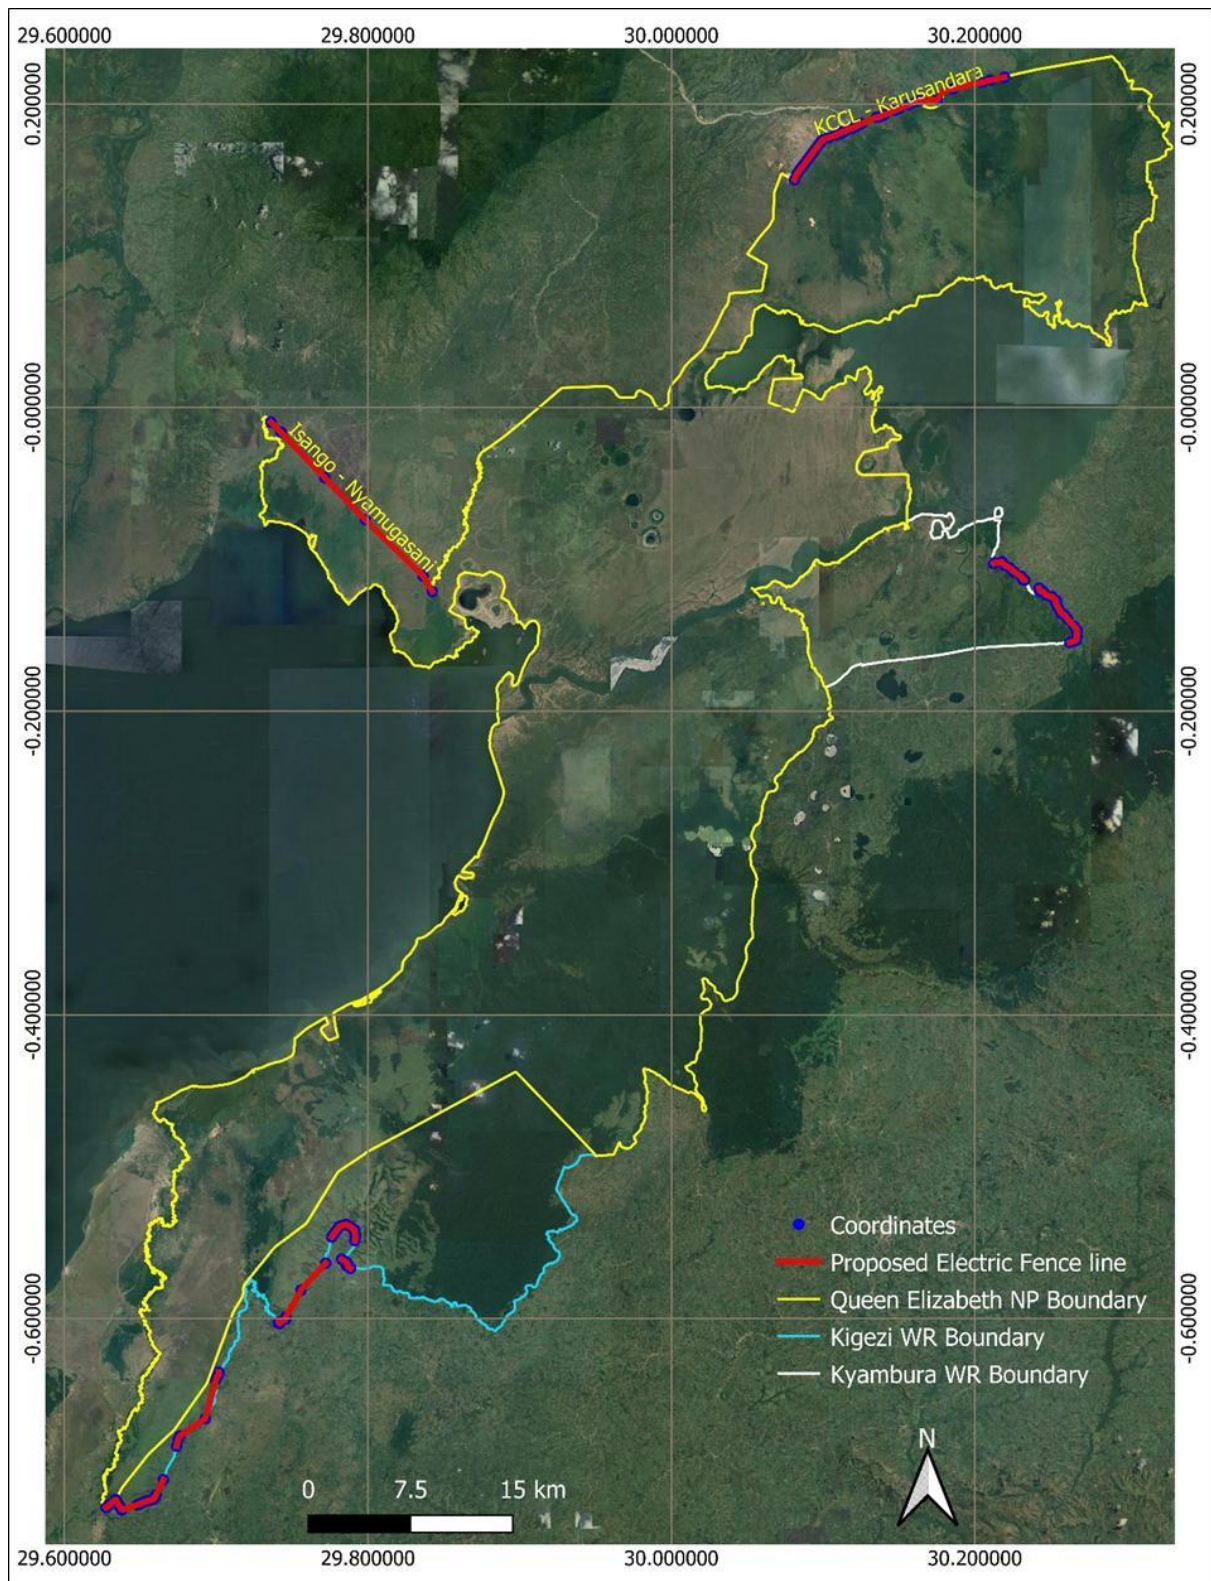 29.600000 29.800000 30.000000 30.200000
0.200000
0.200000
KCCL - Karusandara
-0.000000
-0.000000
Isango - Nyamugasani
-0.200000
-0.200000
-0.400000
-0.400000
Coordinates
Proposed Electric Fence line
Queen Elizabeth NP Boundary
-0.600000
-0.600000
Kigezi WR Boundary
Kyambura WR Boundary
N
0 7.5 15 km
29.600000 29.800000 30.000000 30.200000